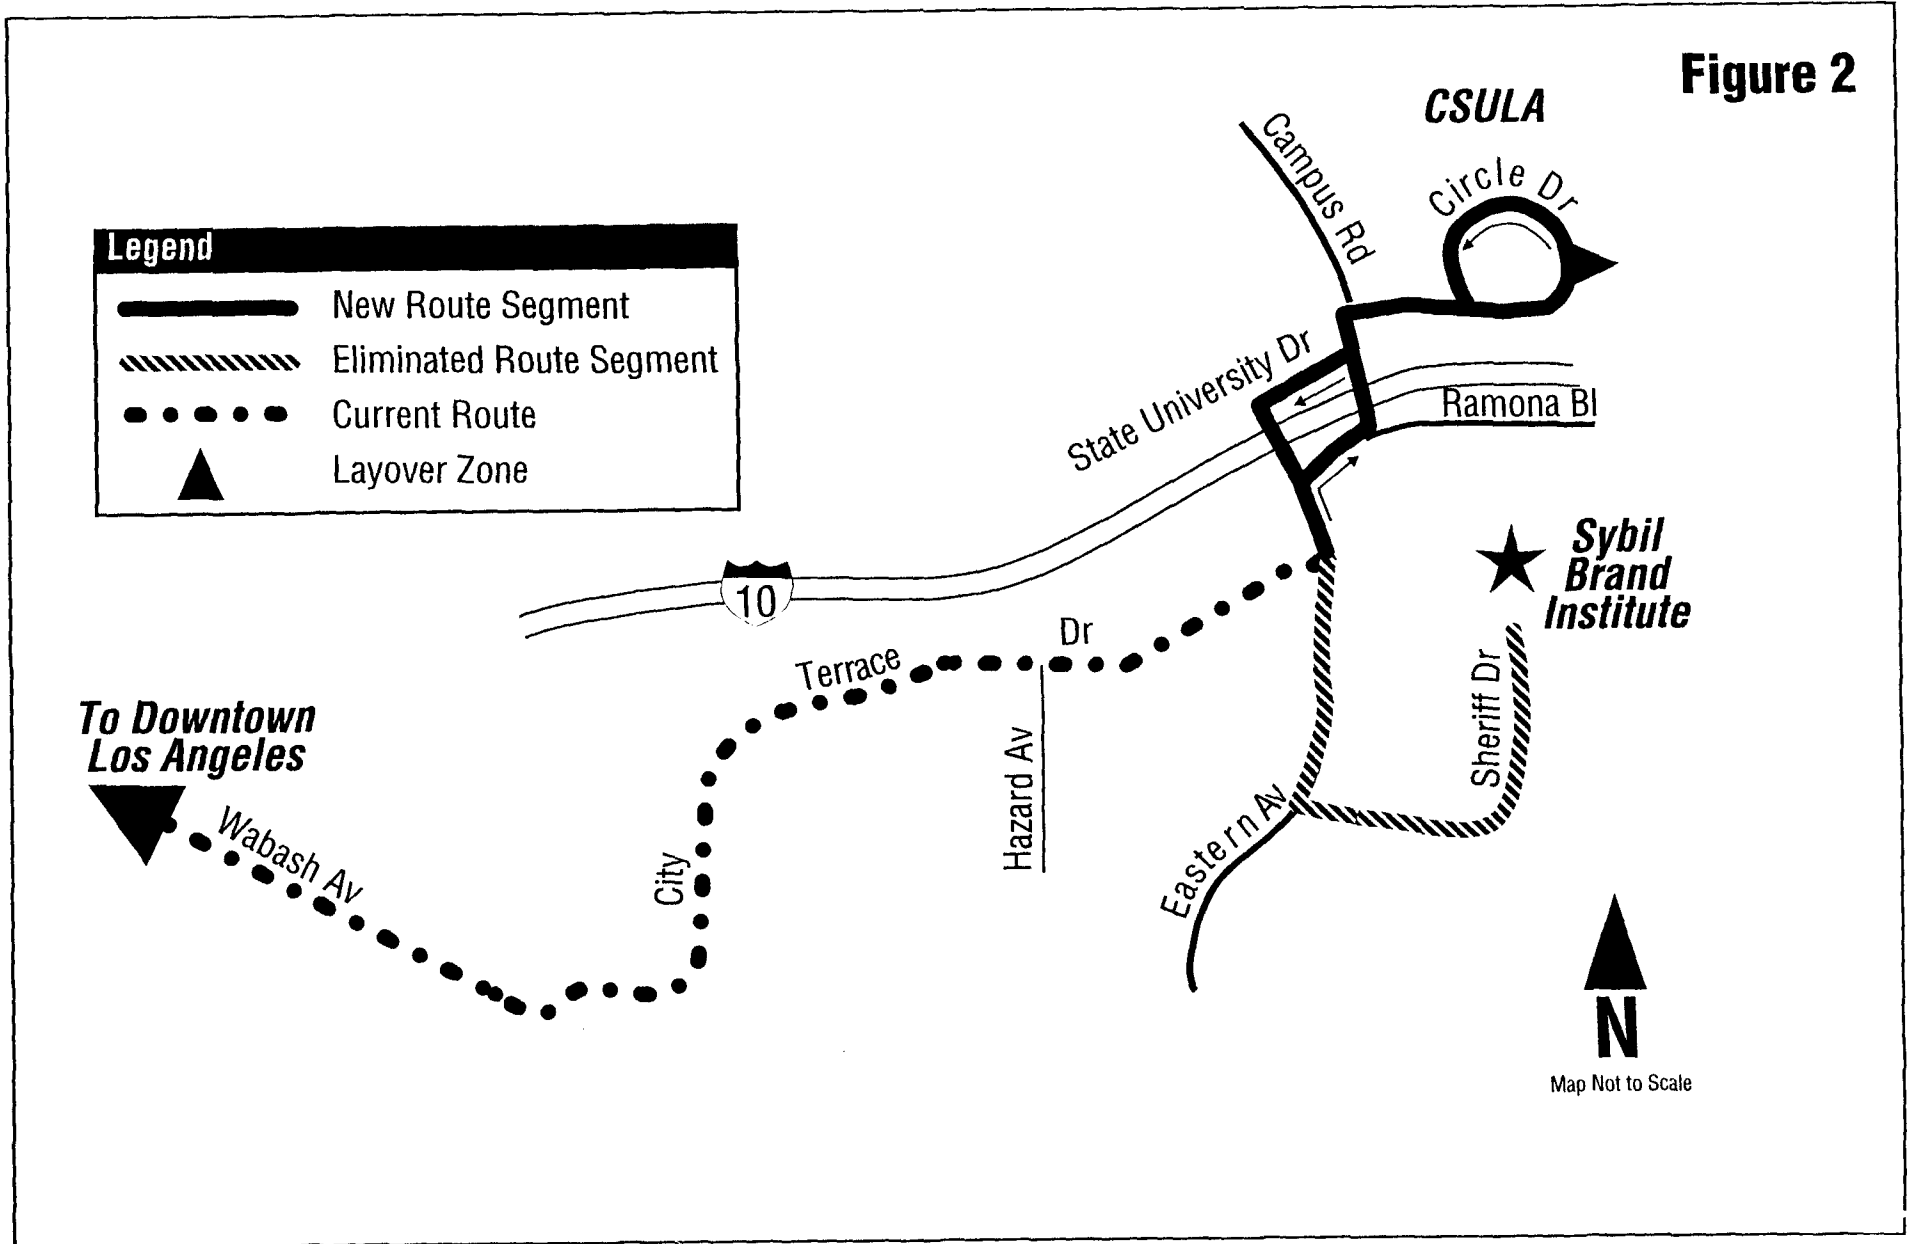 Figure 2
CSULA
Campus Rd
Circle Dr
Legend
New Route Segment
Eliminated Route Segment
Current Route
Layover Zone
State University Dr
Ramona Bl
10
Sybil
Brand
Institute
Terrace
Dr
To Downtown
Los Angeles
Wabash Av
City
Hazard Av
Eastern Av
Sheriff Dr
N
Map Not to Scale